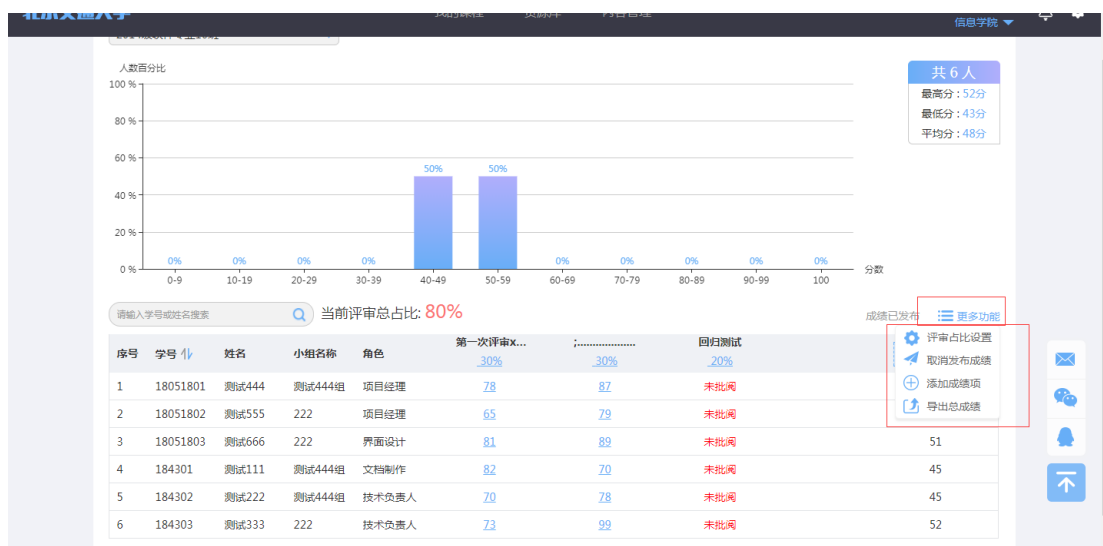 信息学院
人数百分比
100 %
80 %
60 %
40 %
20 %
0 %
0% 0% 0% 0% 50% 50% 0% 0% 0% 0% 0%
0-9 10-19 20-29 30-39 40-49 50-59 60-69 70-79 80-89 90-99 100
分数
共 6 人
最高分 : 52分
最低分 : 43分
平均分 : 48分
请输入学号或姓名搜索
当前评审总占比: 80%
成绩已发布 更多功能
评审占比设置
取消发布成绩
添加成绩项
导出总成绩
序号 学号 姓名 小组名称 角色 第一次评审x... ;................... 回归测试
30% 30% 20%
1 18051801 测试444 测试444组 项目经理 78 87 未批阅
2 18051802 测试555 222 项目经理 65 79 未批阅
3 18051803 测试666 222 界面设计 81 89 未批阅 51
4 184301 测试111 测试444组 文档制作 82 70 未批阅 45
5 184302 测试222 测试444组 技术负责人 70 78 未批阅 45
6 184303 测试333 222 技术负责人 73 99 未批阅 52